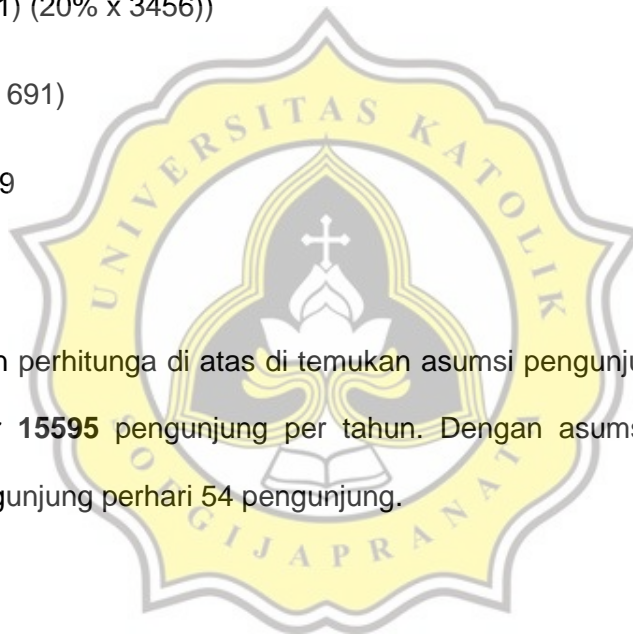 1) (20% x 3456))
691)
9
UNIVERSITAS KATOLIK
n perhitunga di atas di temukan asumsi pengunju
r 15595 pengunjung per tahun. Dengan asums
gunjung perhari 54 pengunjung.
SOEGIJAPRANATA